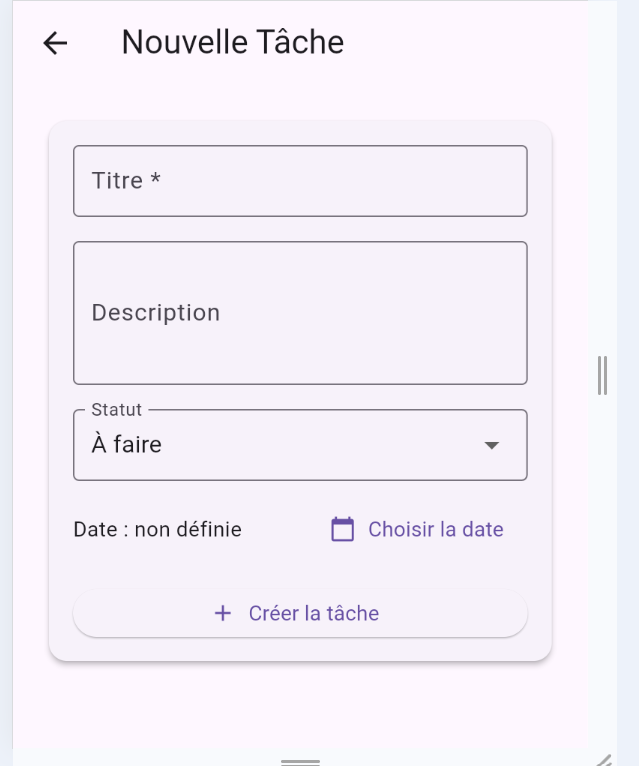 Nouvelle Tâche
Titre *
Description
Statut
À faire
Date : non définie
Choisir la date
Créer la tâche